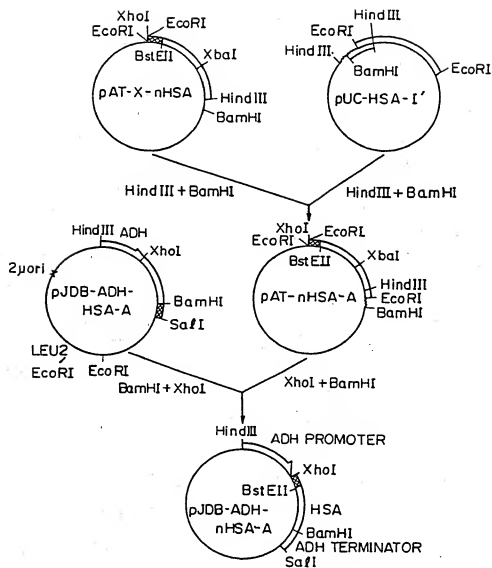 XhoI
EcoRI
EcoRI
BstEII
XbaI
HindIII
BamHI
pAT-X-nHSA
HindIII
EcoRI
HindIII
BamHI
EcoRI
pUC-HSA-I'
HindIII+BamHI
HindIII+BamHI
HindIII ADH
XhoI
2μori
pJDB-ADH-
HSA-A
BamHI
SalI
LEU2
EcoRI
EcoRI
XhoI
EcoRI
EcoRI
BstEII
XbaI
pAT-nHSA-A
HindIII
EcoRI
BamHI
BamHI+XhoI
XhoI+BamHI
HindIII
ADH PROMOTER
XhoI
BstEII
pJDB-ADH-
nHSA-A
HSA
BamHI
ADH TERMINATOR
SalI